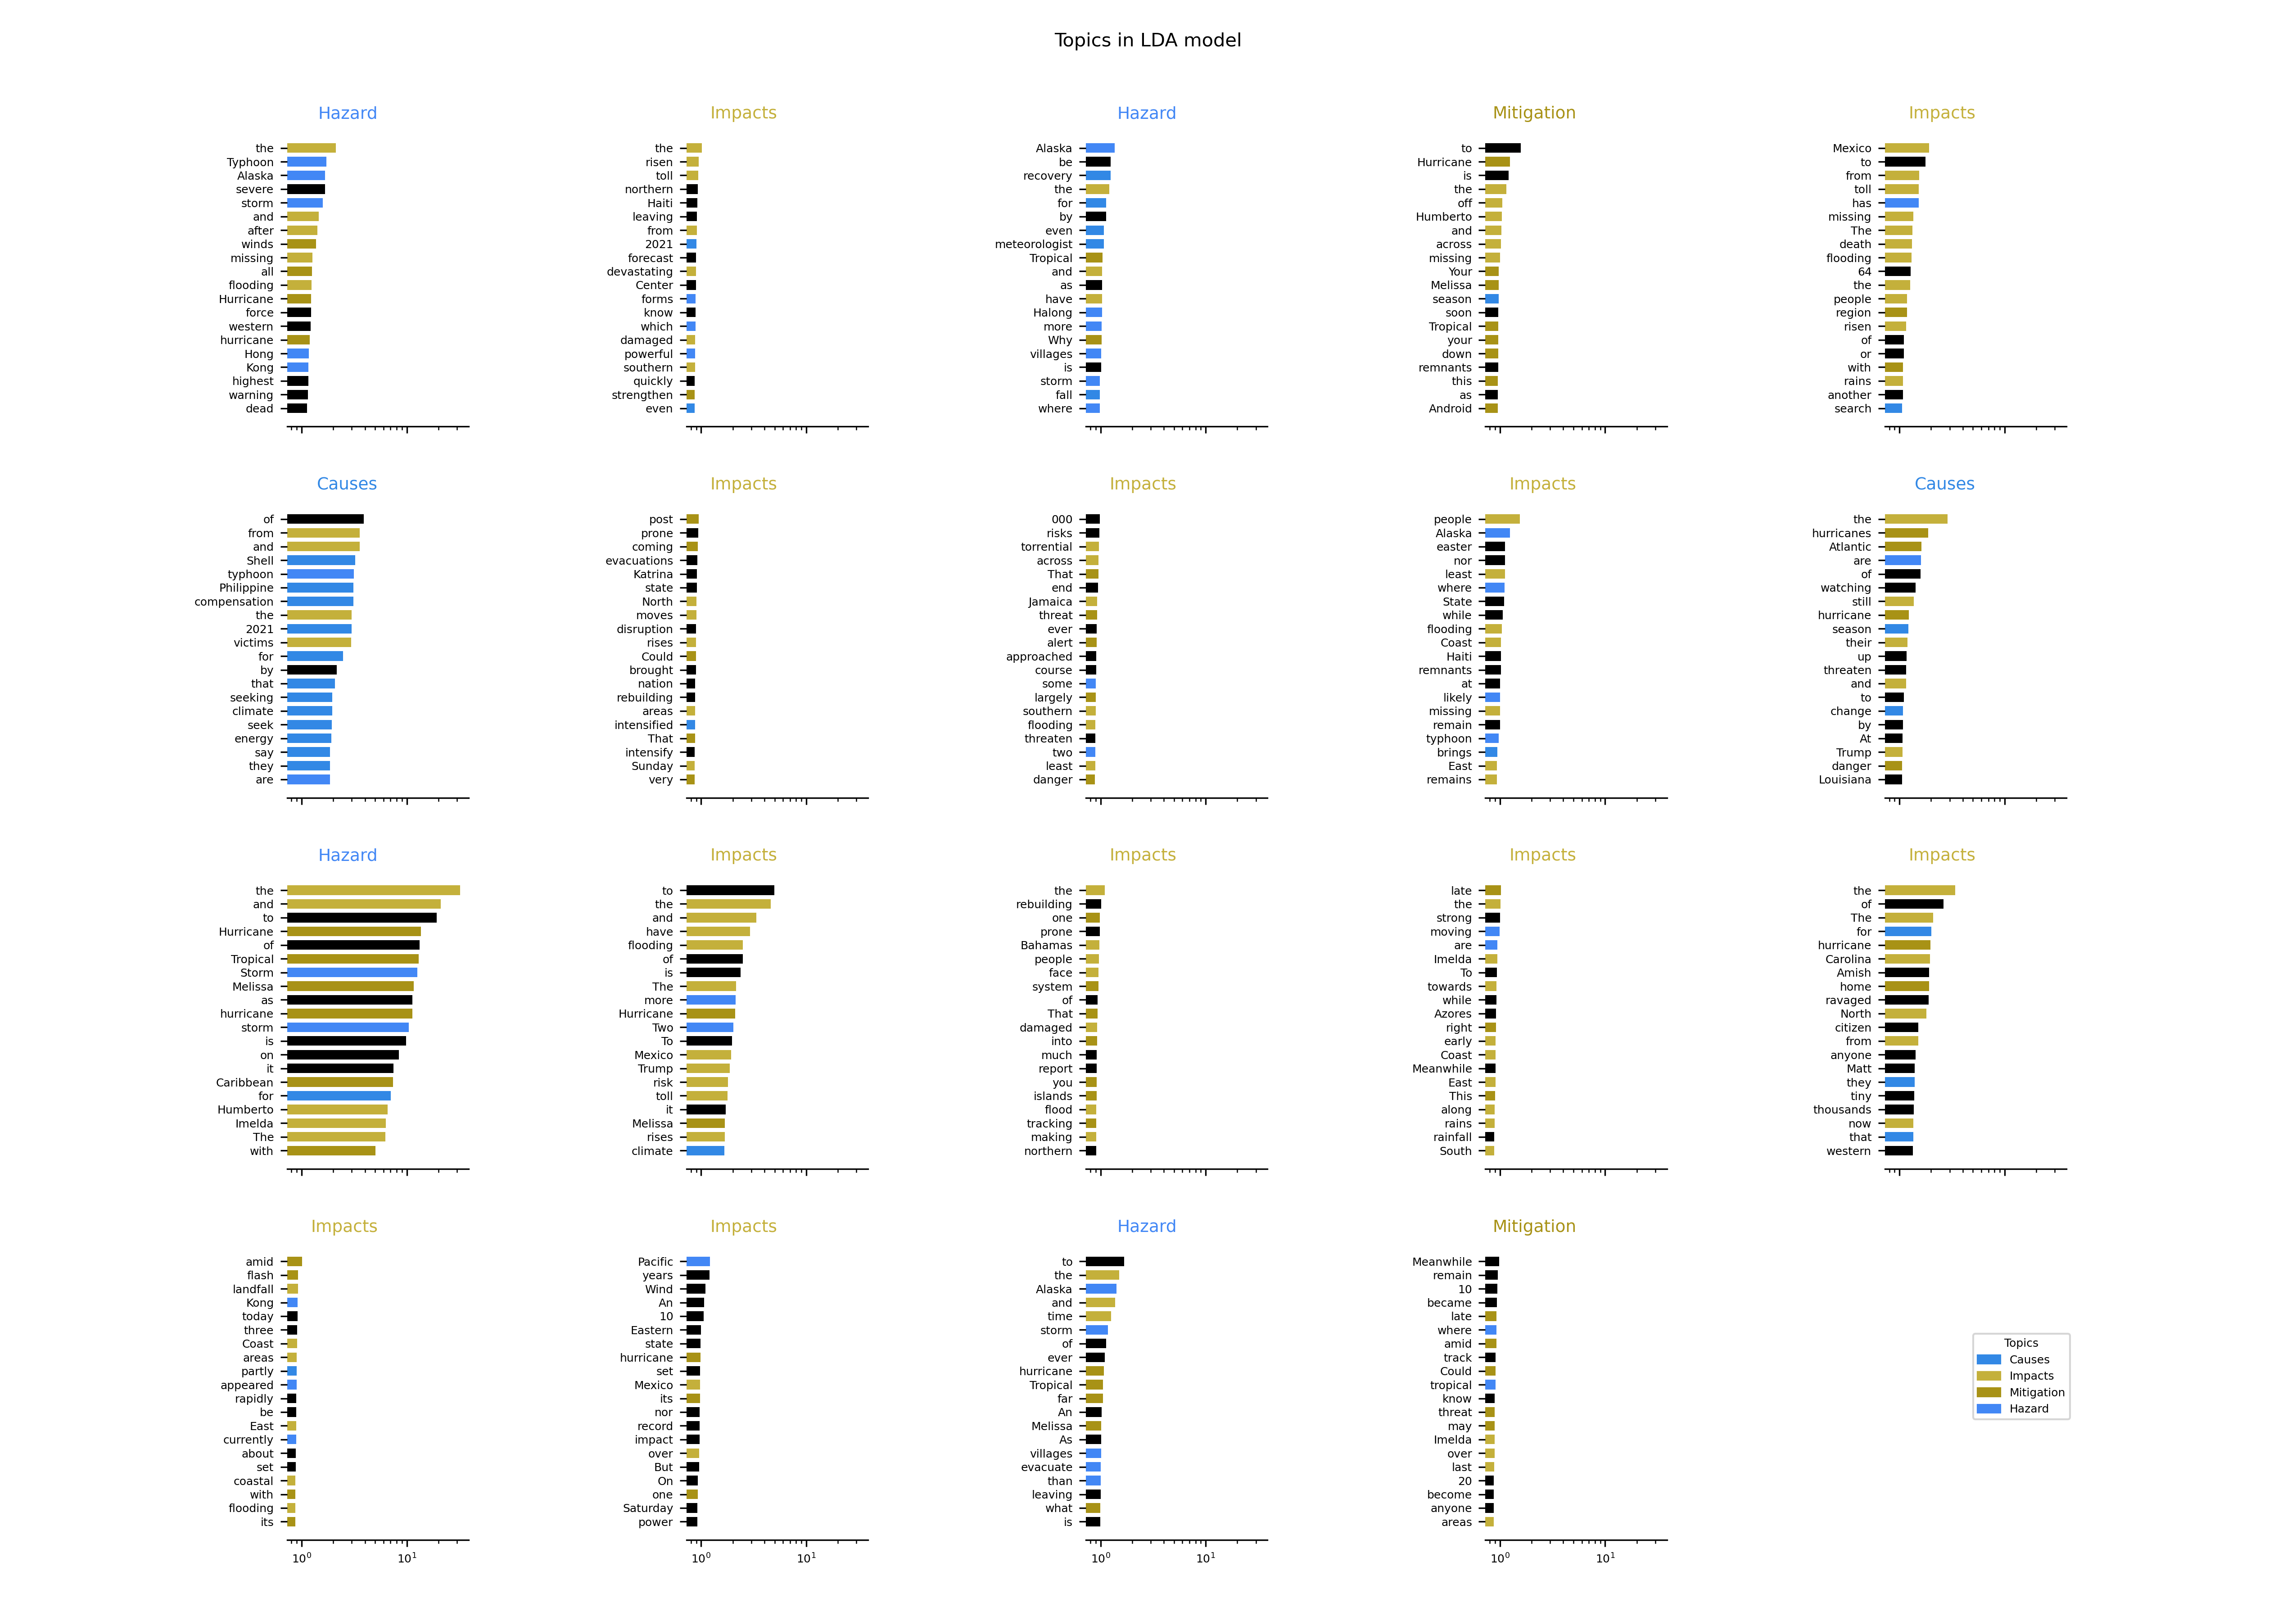 Topics in LDA model
Hazard
the
Typhoon
Alaska
severe
storm
and
after
winds
missing
all
flooding
Hurricane
force
western
hurricane
Hong
Kong
highest
warning
dead
Impacts
the
risen
toll
northern
Haiti
leaving
from
2021
forecast
devastating
Center
forms
know
which
damaged
powerful
southern
quickly
strengthen
even
Hazard
Alaska
be
recovery
the
for
by
even
meteorologist
Tropical
and
as
have
Halong
more
Why
villages
is
storm
fall
where
Mitigation
to
Hurricane
is
the
off
Humberto
and
across
missing
Your
Melissa
season
soon
Tropical
your
down
remnants
this
as
Android
Impacts
Mexico
to
from
toll
has
missing
The
death
flooding
64
the
people
region
risen
of
or
with
rains
another
search
Causes
of
from
and
Shell
typhoon
Philippine
compensation
the
2021
victims
for
by
that
seeking
climate
seek
energy
say
they
are
Impacts
post
prone
coming
evacuations
Katrina
state
North
moves
disruption
rises
Could
brought
nation
rebuilding
areas
intensified
That
intensify
Sunday
very
Impacts
000
risks
torrential
across
That
end
Jamaica
threat
ever
alert
approached
course
some
largely
southern
flooding
threaten
two
least
danger
Impacts
people
Alaska
easter
nor
least
where
State
while
flooding
Coast
Haiti
remnants
at
likely
missing
remain
typhoon
brings
East
remains
Causes
the
hurricanes
Atlantic
are
of
watching
still
hurricane
season
their
up
threaten
and
to
change
by
At
Trump
danger
Louisiana
Hazard
the
and
to
Hurricane
of
Tropical
Storm
Melissa
as
hurricane
storm
is
on
it
Caribbean
for
Humberto
Imelda
The
with
Impacts
to
the
and
have
flooding
of
is
The
more
Hurricane
Two
To
Mexico
Trump
risk
toll
it
Melissa
rises
climate
Impacts
the
rebuilding
one
prone
Bahamas
people
face
system
of
That
damaged
into
much
report
you
islands
flood
tracking
making
northern
Impacts
late
the
strong
moving
are
Imelda
To
towards
while
Azores
right
early
Coast
Meanwhile
East
This
along
rains
rainfall
South
Impacts
the
of
The
for
hurricane
Carolina
Amish
home
ravaged
North
citizen
from
anyone
Matt
they
tiny
thousands
now
that
western
Impacts
amid
flash
landfall
Kong
today
three
Coast
areas
partly
appeared
rapidly
be
East
currently
about
set
coastal
with
flooding
its
10⁰ 10¹
Impacts
Pacific
years
Wind
An
10
Eastern
state
hurricane
set
Mexico
its
nor
record
impact
over
But
On
one
Saturday
power
10⁰ 10¹
Hazard
to
the
Alaska
and
time
storm
of
ever
hurricane
Tropical
far
An
Melissa
As
villages
evacuate
than
leaving
what
is
10⁰ 10¹
Mitigation
Meanwhile
remain
10
became
late
where
amid
track
Could
tropical
know
threat
may
Imelda
over
last
20
become
anyone
areas
10⁰ 10¹
Topics
Causes
Impacts
Mitigation
Hazard